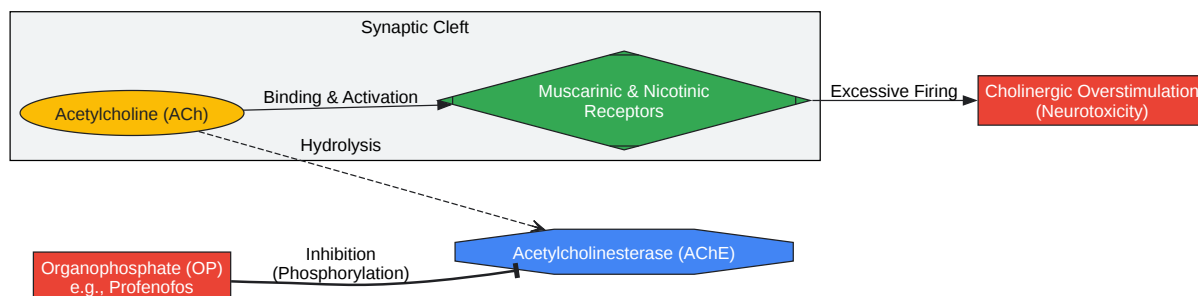 Synaptic Cleft
Acetylcholine (ACh)
Binding & Activation
Muscarinic & Nicotinic
Receptors
Excessive Firing
Cholinergic Overstimulation
(Neurotoxicity)
Hydrolysis
Acetylcholinesterase (AChE)
Organophosphate (OP)
e.g., Profenofos
Inhibition
(Phosphorylation)